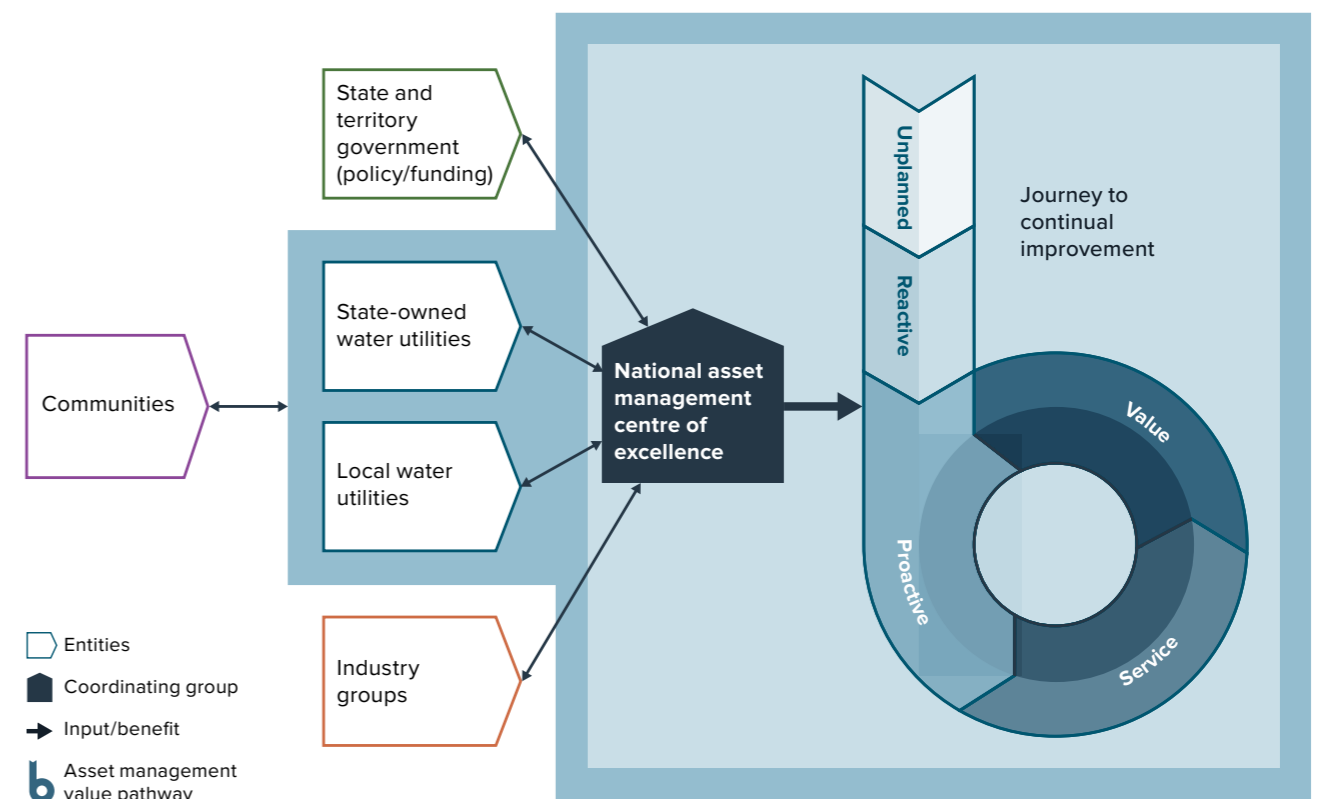 State and
territory
government
(policy/funding)
State-owned
water utilities
Communities
Local water
utilities
Industry
groups
National asset
management
centre of
excellence
Unplanned
Reactive
Proactive
Value
Service
Journey to
continual
improvement
Entities
Coordinating group
Input/benefit
Asset management
value pathway